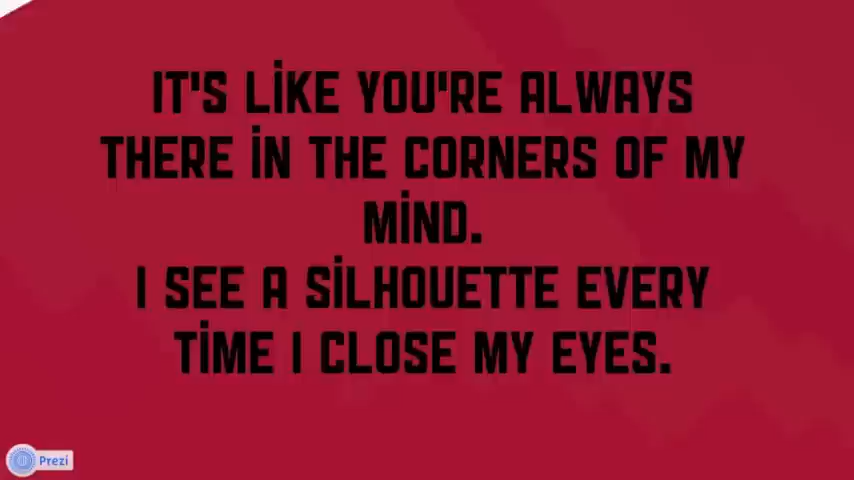 IT'S LİKE YOU'RE ALWAYS
THERE İN THE CORNERS OF MY
MİND.
I SEE A SİLHOUETTE EVERY
TİME I CLOSE MY EYES.
Prezi